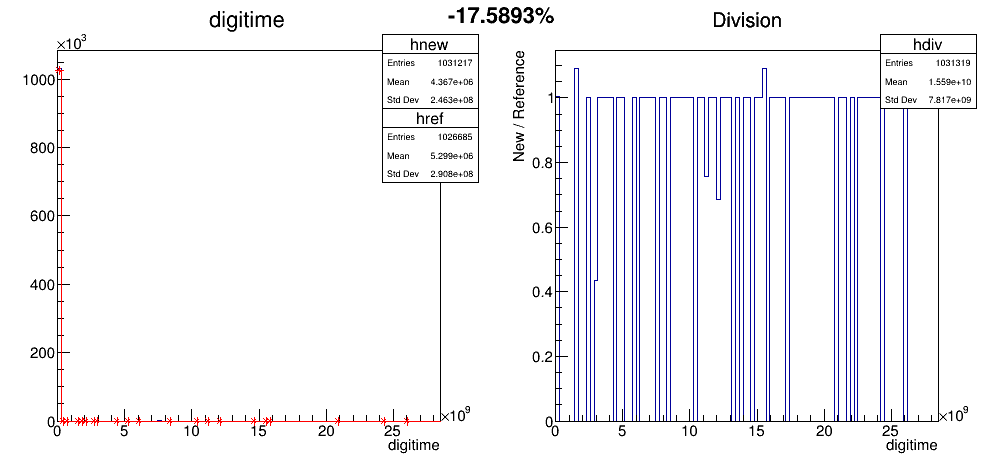 -17.5893%
digitime
×10³
hnew
Entries 1031217
Mean 4.367e+06
Std Dev 2.463e+08
href
Entries 1026685
Mean 5.299e+06
Std Dev 2.908e+08
1000
800
600
400
200
0
0 5 10 15 20 25
×10⁹
digitime
Division
hdiv
Entries 1031319
Mean 1.559e+10
Std Dev 7.817e+09
New / Reference
1
0.8
0.6
0.4
0.2
0
0 5 10 15 20 25
×10⁹
digitime